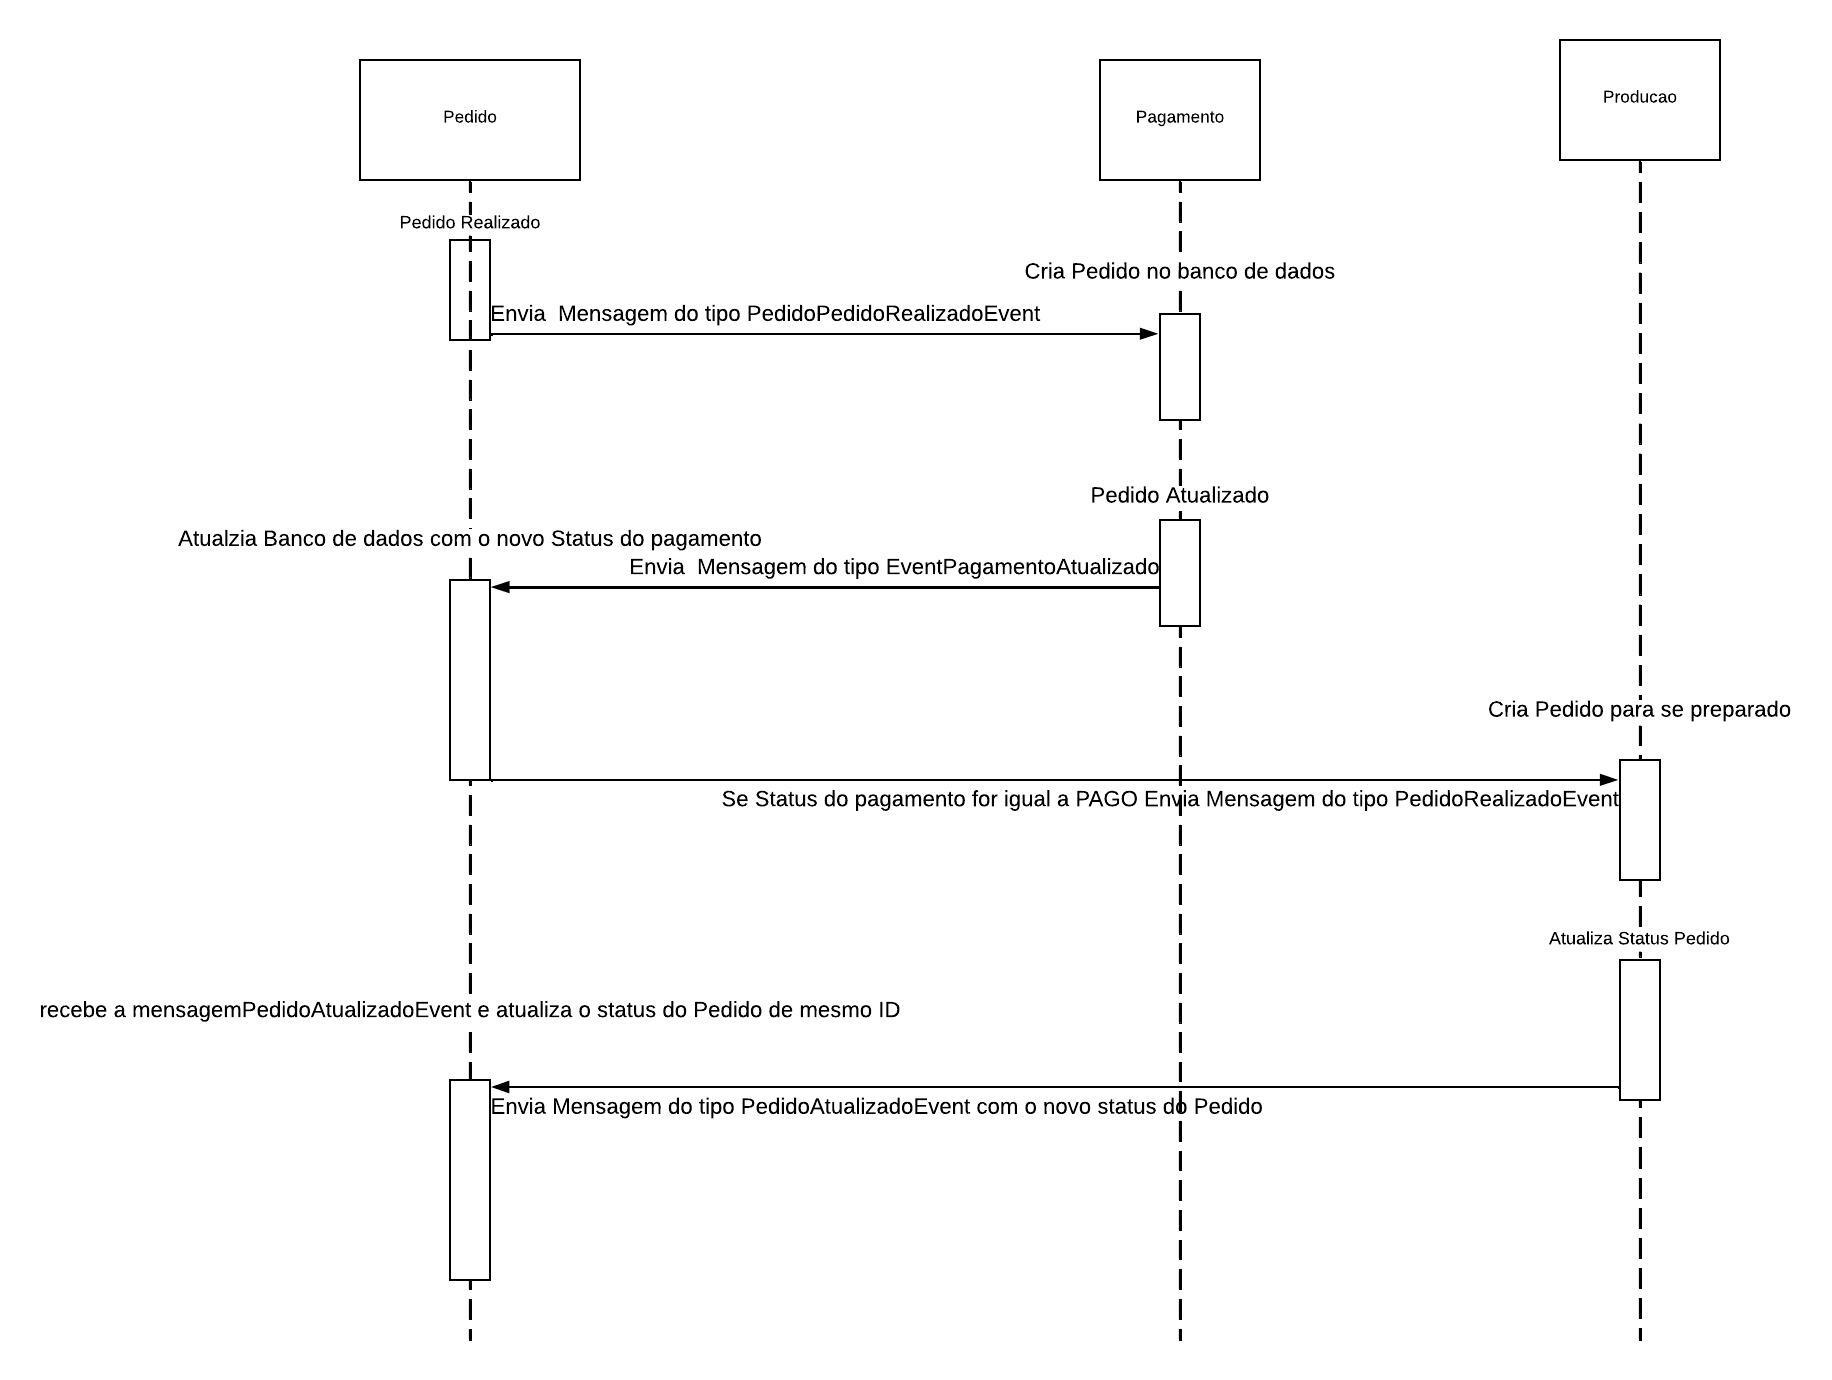 Producao
Pedido
Pagamento
Pedido Realizado
Cria Pedido no banco de dados
Envia  Mensagem do tipo PedidoPedidoRealizadoEvent
Pedido Atualizado
Atualzia Banco de dados com o novo Status do pagamento
Envia  Mensagem do tipo EventPagamentoAtualizado
Cria Pedido para se preparado
Se Status do pagamento for igual a PAGO Envia Mensagem do tipo PedidoRealizadoEvent
Atualiza Status Pedido
recebe a mensagemPedidoAtualizadoEvent e atualiza o status do Pedido de mesmo ID
Envia Mensagem do tipo PedidoAtualizadoEvent com o novo status do Pedido